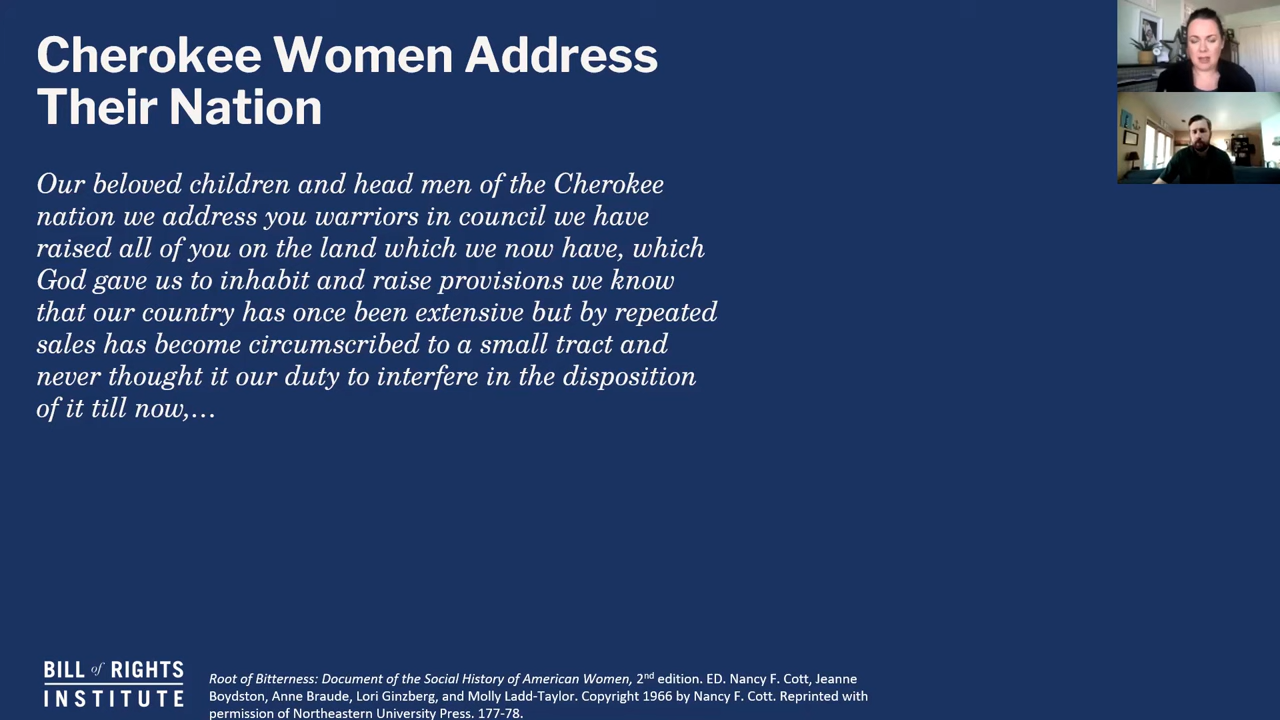 Cherokee Women Address
Their Nation
Our beloved children and head men of the Cherokee
nation we address you warriors in council we have
raised all of you on the land which we now have, which
God gave us to inhabit and raise provisions we know
that our country has once been extensive but by repeated
sales has become circumscribed to a small tract and
never thought it our duty to interfere in the disposition
of it till now,…
BILL of RIGHTS
INSTITUTE
Root of Bitterness: Document of the Social History of American Women, 2nd edition. ED. Nancy F. Cott, Jeanne
Boydston, Anne Braude, Lori Ginzberg, and Molly Ladd-Taylor. Copyright 1966 by Nancy F. Cott. Reprinted with
permission of Northeastern University Press. 177-78.